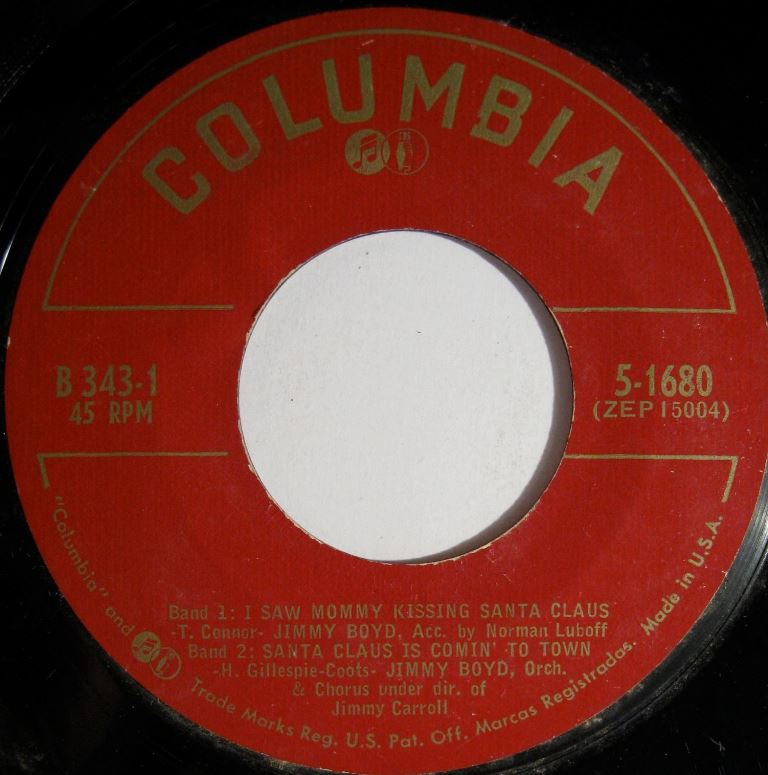 COLUMBIA
B 343-1
45 RPM
5-1680
(ZEP 15004)
Band 1: I SAW MOMMY KISSING SANTA CLAUS
-T. Connor- JIMMY BOYD, Acc. by Norman Luboff
Band 2: SANTA CLAUS IS COMIN' TO TOWN
-H. Gillespie-Coots- JIMMY BOYD, Orch.
& Chorus under dir. of
Jimmy Carroll
"Columbia" and Trade Marks Reg. U.S. Pat. Off. Marcas Registradas. Made in U.S.A.